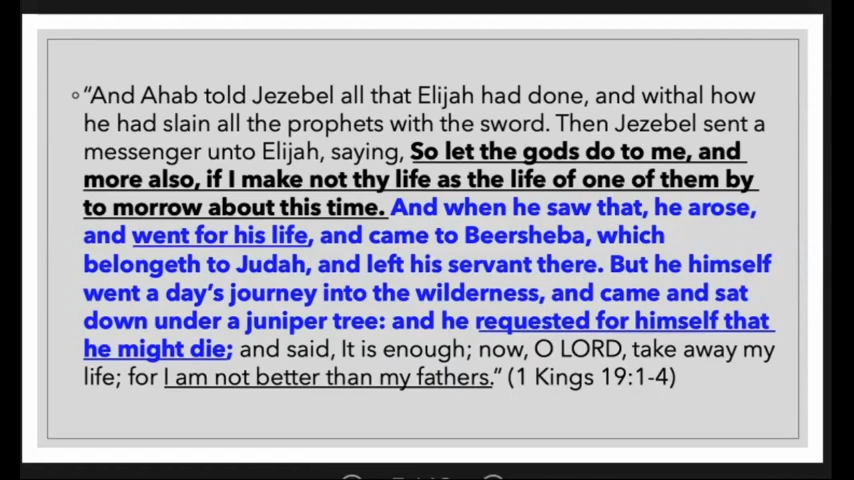 “And Ahab told Jezebel all that Elijah had done, and withal how
he had slain all the prophets with the sword. Then Jezebel sent a
messenger unto Elijah, saying, So let the gods do to me, and
more also, if I make not thy life as the life of one of them by
to morrow about this time. And when he saw that, he arose,
and went for his life, and came to Beersheba, which
belongeth to Judah, and left his servant there. But he himself
went a day’s journey into the wilderness, and came and sat
down under a juniper tree: and he requested for himself that
he might die; and said, It is enough; now, O LORD, take away my
life; for I am not better than my fathers.” (1 Kings 19:1-4)